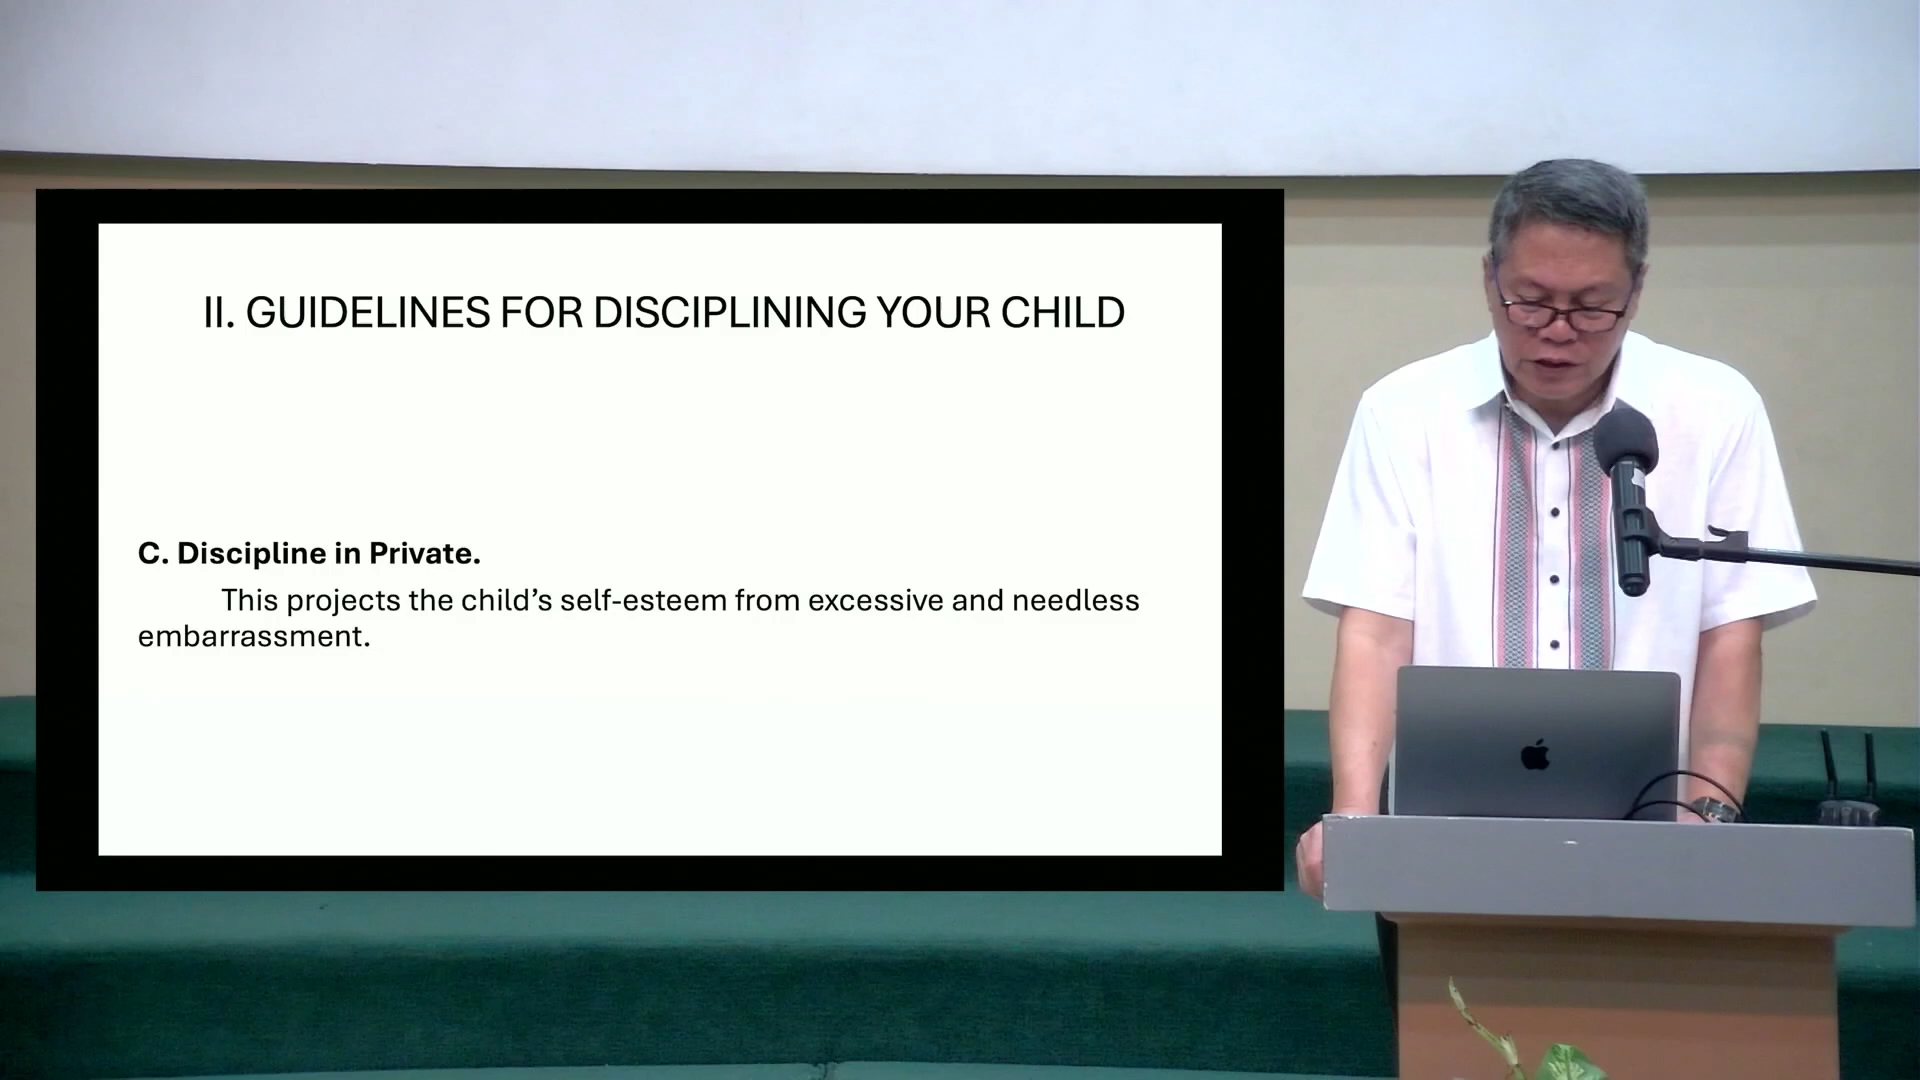 II. GUIDELINES FOR DISCIPLINING YOUR CHILD
C. Discipline in Private.
This projects the child’s self-esteem from excessive and needless
embarrassment.